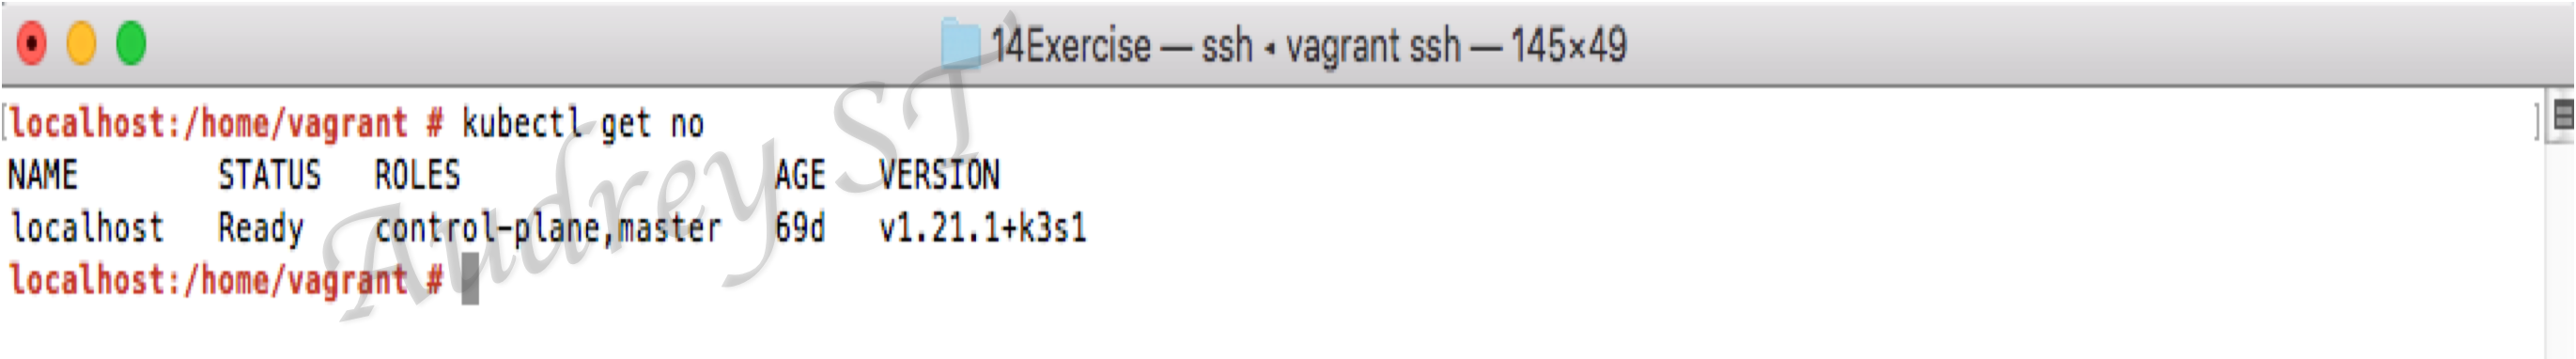 14Exercise — ssh ◂ vagrant ssh — 145×49
[localhost:/home/vagrant # kubectl get no ]
NAME STATUS ROLES AGE VERSION
localhost Ready control-plane,master 69d v1.21.1+k3s1
localhost:/home/vagrant #
Audrey ST